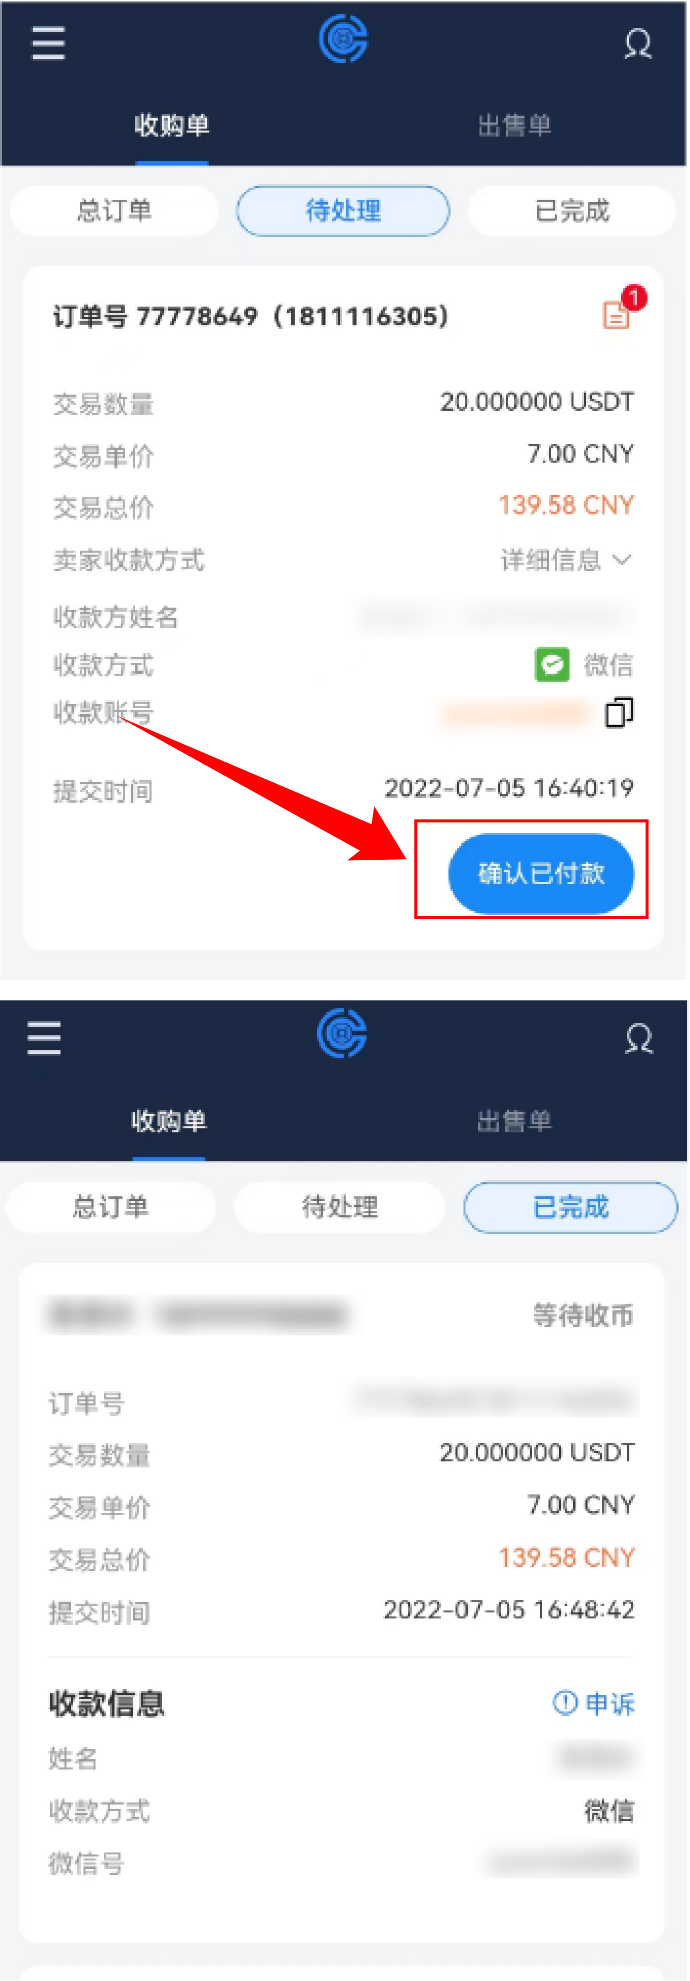 收购单 出售单
总订单 待处理 已完成
订单号 77778649（1811116305） 1
交易数量 20.000000 USDT
交易单价 7.00 CNY
交易总价 139.58 CNY
卖家收款方式 详细信息
收款方姓名
收款方式 微信
收款账号
提交时间 2022-07-05 16:40:19
确认已付款
收购单 出售单
总订单 待处理 已完成
等待收币
订单号
交易数量 20.000000 USDT
交易单价 7.00 CNY
交易总价 139.58 CNY
提交时间 2022-07-05 16:48:42
收款信息 申诉
姓名
收款方式 微信
微信号